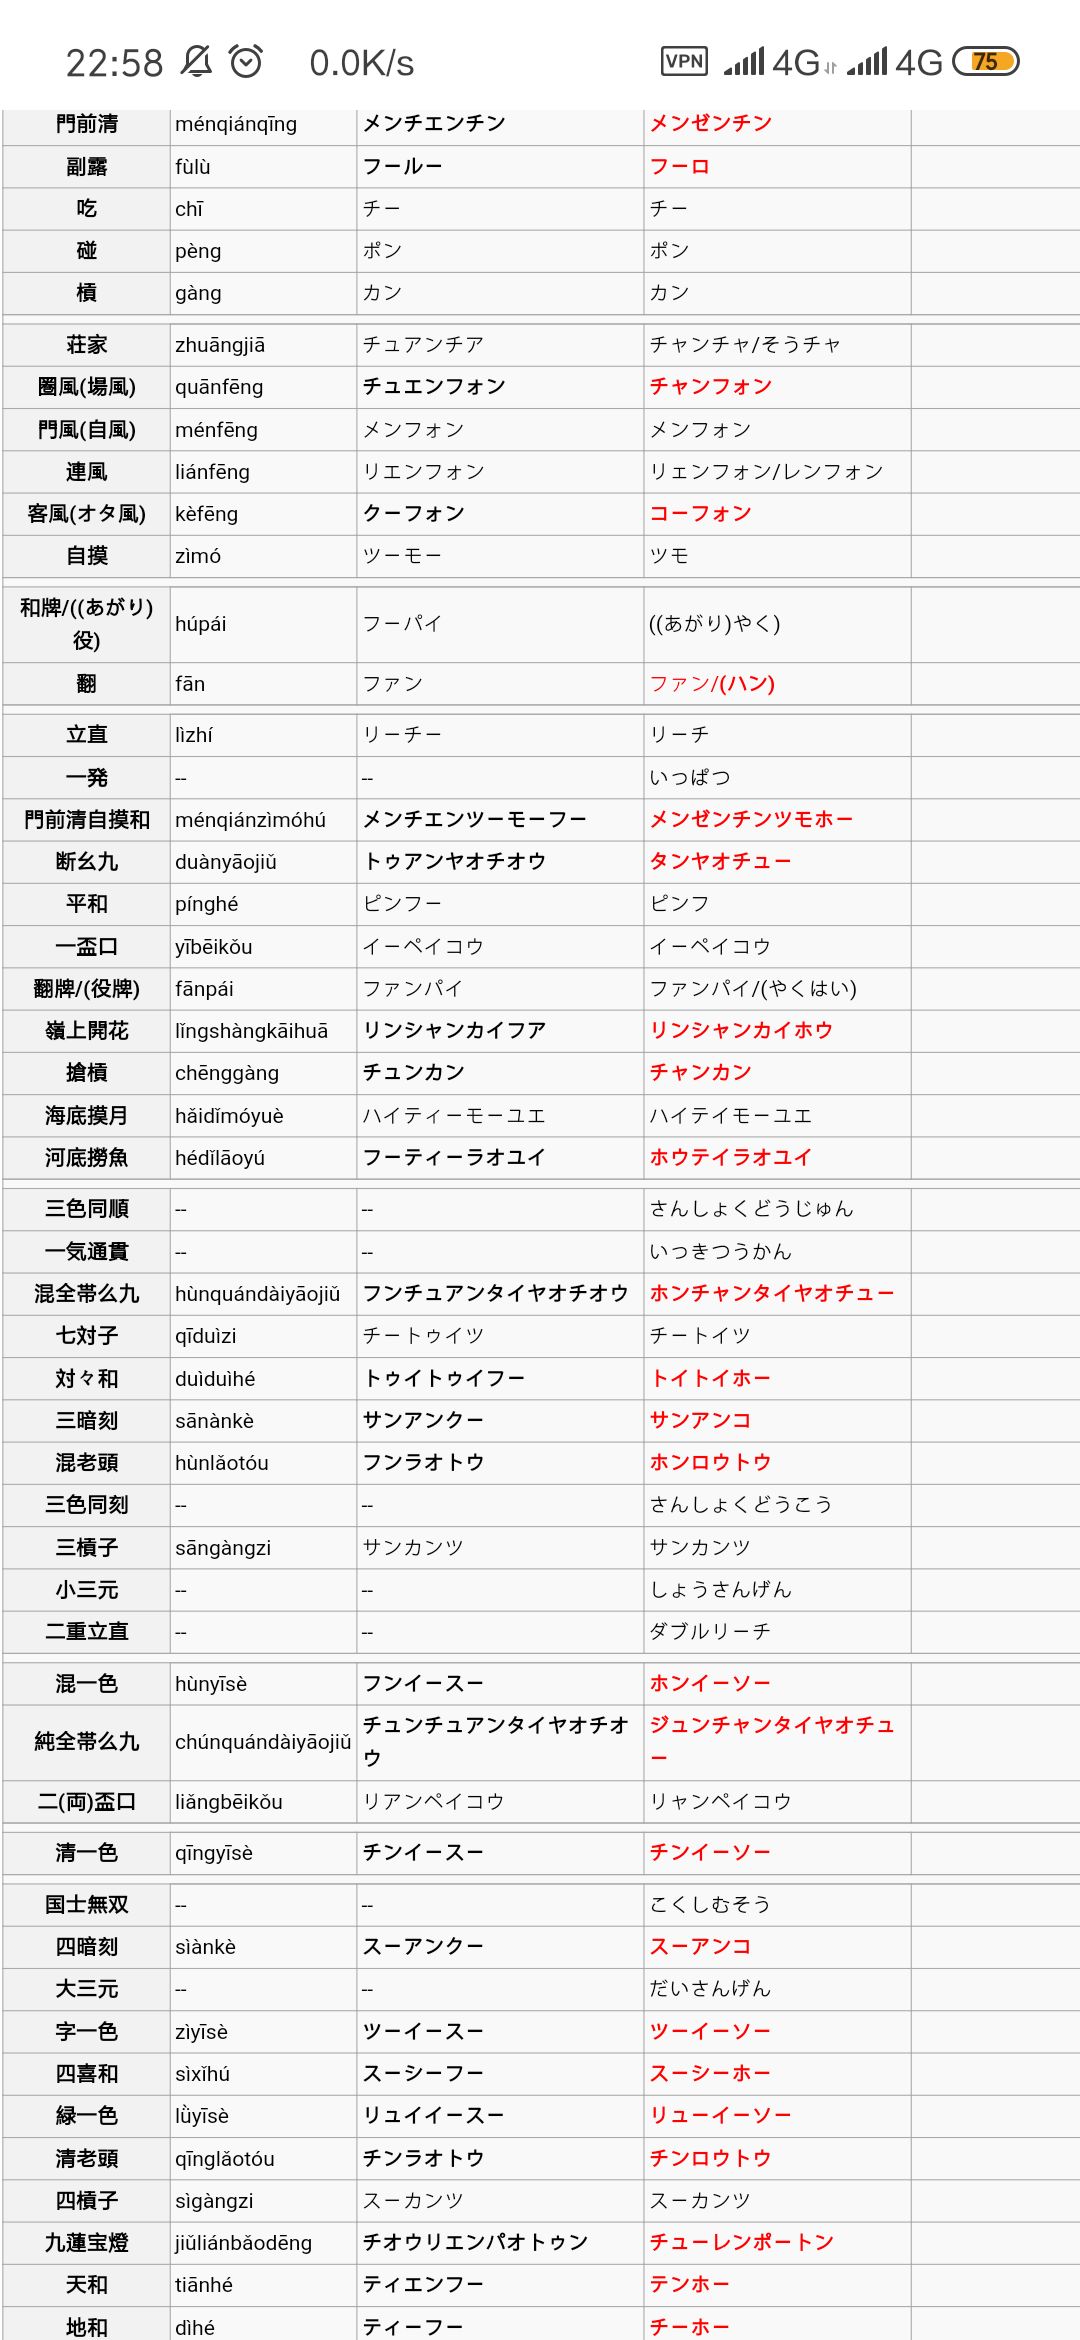 22:58 0.0K/s VPN 4G 4G 75
門前清 ménqiánqīng メンチエンチン メンゼンチン
副露 fùlù フールー フーロ
吃 chī チー チー
碰 pèng ポン ポン
槓 gàng カン カン
荘家 zhuāngjiā チュアンチア チャンチャ/そうチャ
圏風(場風) quānfēng チュエンフォン チャンフォン
門風(自風) ménfēng メンフォン メンフォン
連風 liánfēng リエンフォン リェンフォン/レンフォン
客風(オタ風) kèfēng クーフォン コーフォン
自摸 zìmó ツーモー ツモ
和牌/((あがり)
役) húpái フーパイ ((あがり)やく)
翻 fān ファン ファン/(ハン)
立直 lìzhí リーチー リーチ
一発 -- -- いっぱつ
門前清自摸和 ménqiánzìmóhú メンチエンツーモーフー メンゼンチンツモホー
断幺九 duànyāojiǔ トゥアンヤオチオウ タンヤオチュー
平和 pínghé ピンフー ピンフ
一盃口 yībēikǒu イーペイコウ イーペイコウ
翻牌/(役牌) fānpái ファンパイ ファンパイ/(やくはい)
嶺上開花 lǐngshàngkāihuā リンシャンカイフア リンシャンカイホウ
搶槓 chēnggàng チュンカン チャンカン
海底摸月 hǎidǐmóyuè ハイティーモーユエ ハイテイモーユエ
河底撈魚 hédǐlāoyú フーティーラオユイ ホウテイラオユイ
三色同順 -- -- さんしょくどうじゅん
一気通貫 -- -- いっきつうかん
混全帯么九 hùnquándàiyāojiǔ フンチュアンタイヤオチオウ ホンチャンタイヤオチュー
七対子 qīduìzi チートゥイツ チートイツ
対々和 duìduìhé トゥイトゥイフー トイトイホー
三暗刻 sānànkè サンアンクー サンアンコ
混老頭 hùnlǎotóu フンラオトウ ホンロウトウ
三色同刻 -- -- さんしょくどうこう
三槓子 sāngàngzi サンカンツ サンカンツ
小三元 -- -- しょうさんげん
二重立直 -- -- ダブルリーチ
混一色 hùnyīsè フンイースー ホンイーソー
純全帯么九 chúnquándàiyāojiǔ チュンチュアンタイヤオチオ
ウ ジュンチャンタイヤオチュ
ー
二(両)盃口 liǎngbēikǒu リアンペイコウ リャンペイコウ
清一色 qīngyīsè チンイースー チンイーソー
国士無双 -- -- こくしむそう
四暗刻 sìànkè スーアンクー スーアンコ
大三元 -- -- だいさんげん
字一色 zìyīsè ツーイースー ツーイーソー
四喜和 sìxǐhú スーシーフー スーシーホー
緑一色 lǜyīsè リュイイースー リューイーソー
清老頭 qīnglǎotóu チンラオトウ チンロウトウ
四槓子 sìgàngzi スーカンツ スーカンツ
九蓮宝燈 jiǔliánbǎodēng チオウリエンパオトゥン チューレンポートン
天和 tiānhé ティエンフー テンホー
地和 dìhé ティーフー チーホー